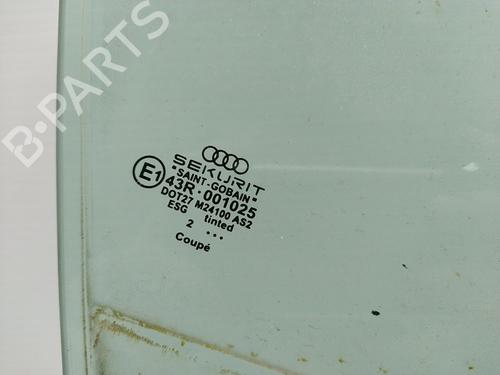 B-PARTS
SEKURIT
"SAINT-GOBAIN"
E1 43R-001025
DOT27 M24100 AS2
ESG tinted
2 ...
Coupé